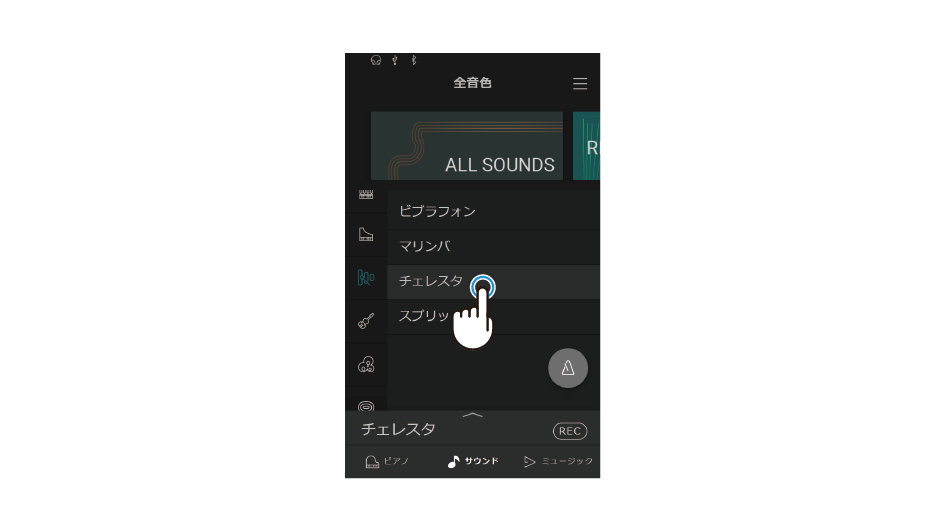 全音色
ALL SOUNDS
R
ビブラフォン
マリンバ
チェレスタ
スプリッ
チェレスタ
REC
ピアノ
サウンド
ミュージック